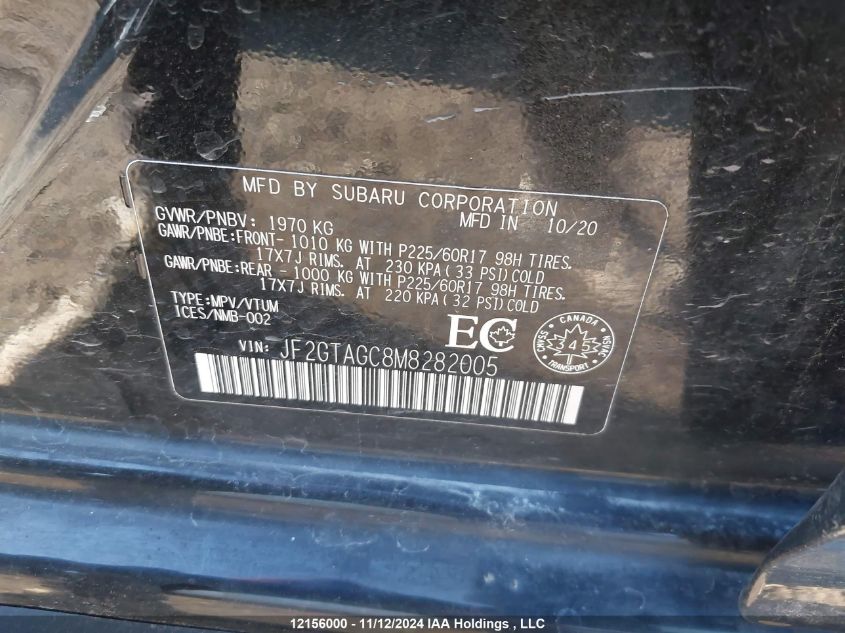 MFD BY SUBARU CORPORATION
GVWR/PNBV: 1970 KG MFD IN 10/20
GAWR/PNBE:FRONT- 1010 KG WITH P225/60R17 98H TIRES.
17X7J RIMS. AT 230 KPA(33 PSI)COLD
GAWR/PNBE:REAR - 1000 KG WITH P225/60R17 98H TIRES.
17X7J RIMS. AT 220 KPA(32 PSI)COLD
TYPE:MPV/VTUM
ICES/NMB-002
EC
CANADA
CMVSS 345 NSVAC
TRANSPORT
VIN: JF2GTAGC8M8282005
12156000 - 11/12/2024 IAA Holdings , LLC